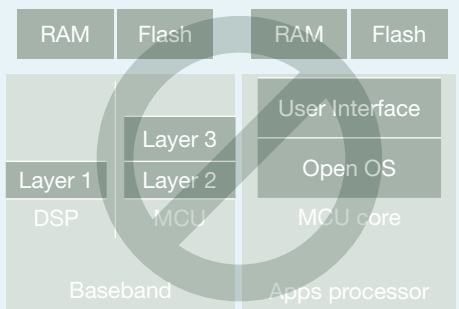 RAM Flash RAM Flash
User Interface
Layer 3
Layer 1 Layer 2 Open OS
DSP MCU MCU core
Baseband Apps processor